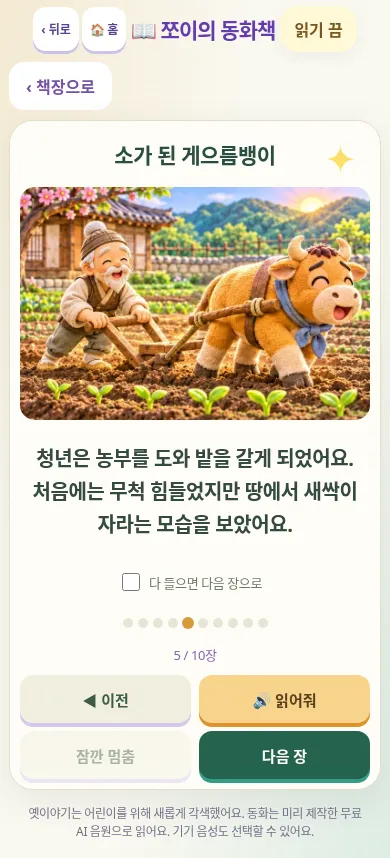 ‹ 뒤로 🏠 홈 📖 쪼이의 동화책 읽기 끝
‹ 책장으로
소가 된 게으름뱅이
청년은 농부를 도와 밭을 갈게 되었어요.
처음에는 무척 힘들었지만 땅에서 새싹이
자라는 모습을 보았어요.
다 들으면 다음 장으로
5 / 10장
◀ 이전 🔊 읽어줘
잠깐 멈춤 다음 장
옛이야기는 어린이를 위해 새롭게 각색했어요. 동화는 미리 제작한 무료
AI 음원으로 읽어요. 기기 음성도 선택할 수 있어요.